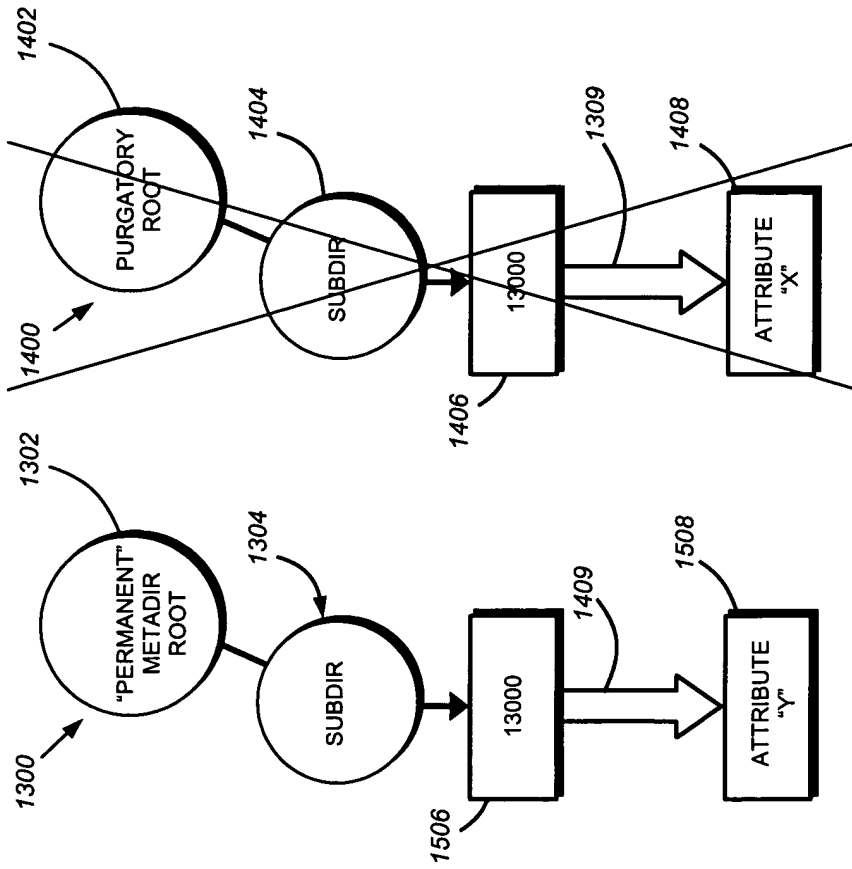 1300
"PERMANENT"
METADIR
ROOT
1302
SUBDIR
1304
1506
13000
1409
ATTRIBUTE
"Y"
1508
1400
PURGATORY
ROOT
1402
SUBDIR
1404
1406
13000
1309
ATTRIBUTE
"X"
1408